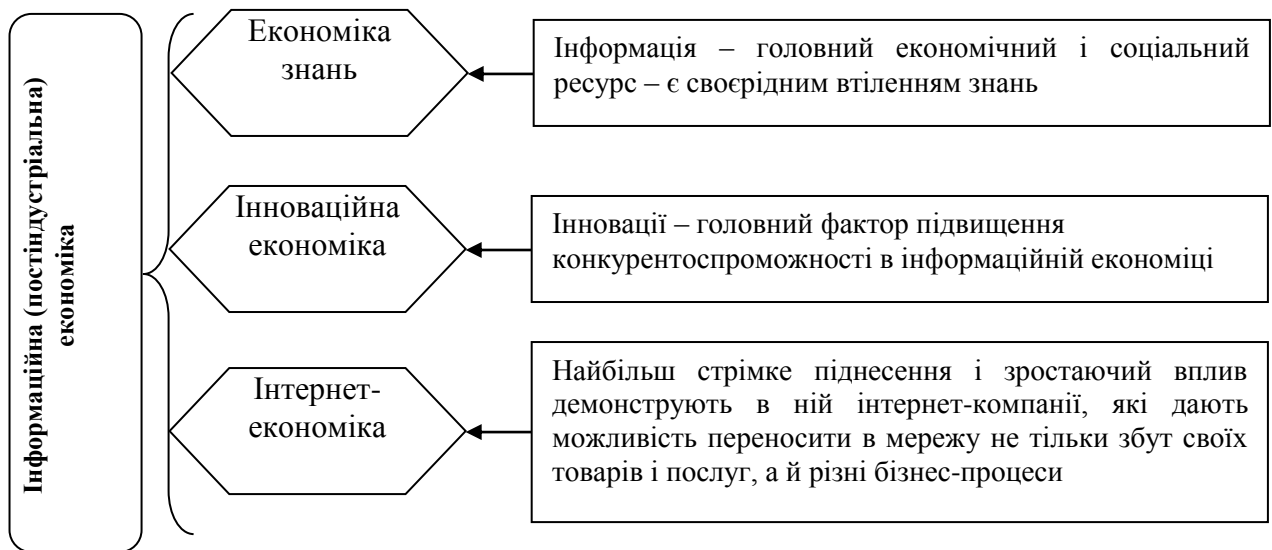 Інформаційна (постіндустріальна)
економіка
Економіка
знань
Інформація – головний економічний і соціальний
ресурс – є своєрідним втіленням знань
Інноваційна
економіка
Інновації – головний фактор підвищення
конкурентоспроможності в інформаційній економіці
Інтернет-
економіка
Найбільш стрімке піднесення і зростаючий вплив
демонструють в ній інтернет-компанії, які дають
можливість переносити в мережу не тільки збут своїх
товарів і послуг, а й різні бізнес-процеси